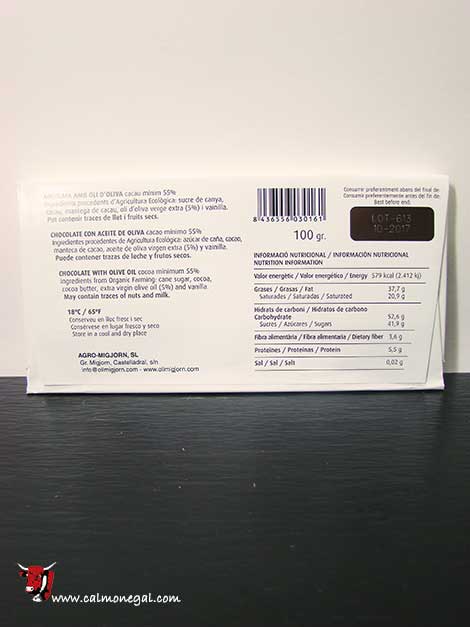 XOCOLATA AMB OLI D'OLIVA cacau mínim 55%
Ingredients procedents d'Agricultura Ecològica: sucre de canya,
cacau, mantega de cacau, oli d'oliva verge extra (5%) i vainilla.
Pot contenir traces de llet i fruits secs.
CHOCOLATE CON ACEITE DE OLIVA cacao mínimo 55%
Ingredientes procedentes de Agricultura Ecológica: azúcar de caña, cacao,
manteca de cacao, aceite de oliva virgen extra (5%) y vainilla.
Puede contener trazas de leche y frutos secos.
CHOCOLATE WITH OLIVE OIL cocoa minimum 55%
ingredients from Organic Farming: cane sugar, cocoa,
cocoa butter, extra virgin olive oil (5%) and vanilla.
May contain traces of nuts and milk.
18ºC / 65ºF
Conserveu en lloc fresc i sec
Consérvese en lugar fresco y seco
Store in a cool and dry place
AGRO-MIGJORN, SL
Gr. Migjorn, Castelládral, s/n
info@olimigjorn.com - www.olimigjorn.com
8 436556 030161
100 gr.
Consumir preferentment abans del final de:
Consumir preferentemente antes del fin de:
Best before end:
LOT-613
10-2017
INFORMACIÓ NUTRICIONAL / INFORMACIÓN NUTRICIONAL
NUTRITION INFORMATION
Valor energètic / Valor energético / Energy 579 kcal (2.412 kj)
Grases / Grasas / Fat 37,7 g
Saturades / Saturadas / Saturated 20,9 g
Hidrats de carboni / Hidratos de carbono
Carbohydrate 52,6 g
Sucres / Azúcares / Sugars 41,9 g
Fibra alimentària / Fibra alimentaria / Dietary fiber 3,6 g
Proteïnes / Proteínas / Protein 5,5 g
Sal / Sal / Salt 0,02 g
www.calmonegal.com